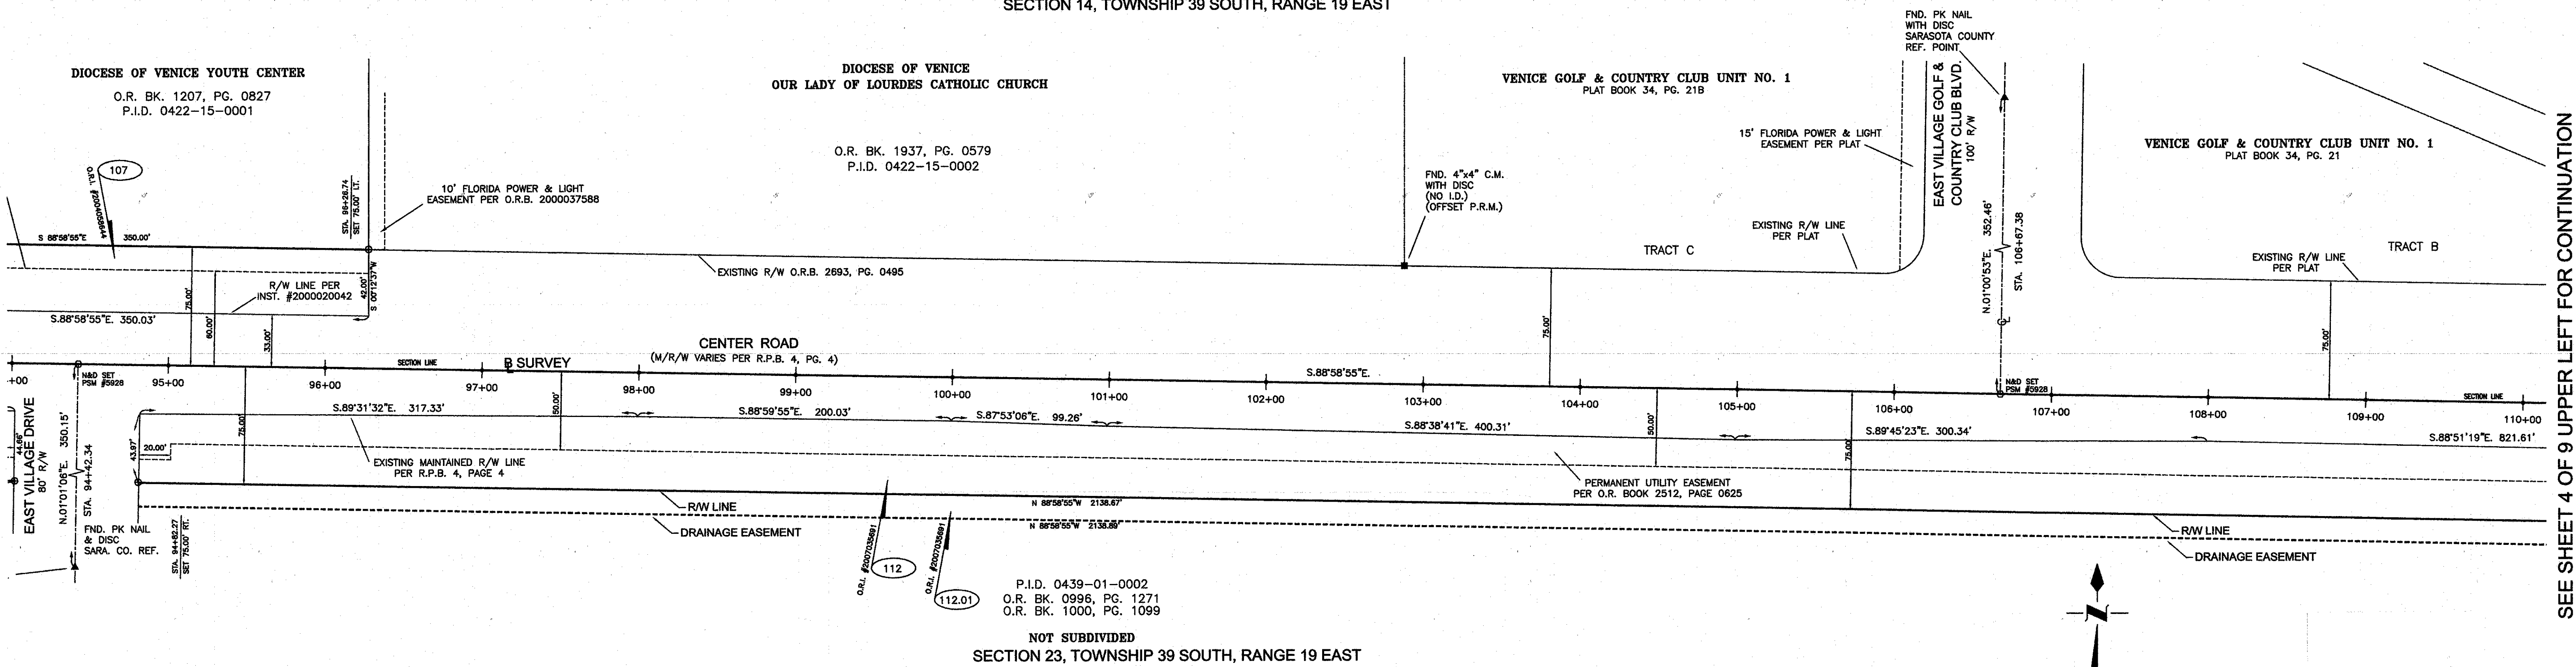 SECTION 14, TOWNSHIP 39 SOUTH, RANGE 19 EAST
DIOCESE OF VENICE YOUTH CENTER
O.R. BK. 1207, PG. 0827
P.I.D. 0422-15-0001
DIOCESE OF VENICE
OUR LADY OF LOURDES CATHOLIC CHURCH
O.R. BK. 1937, PG. 0579
P.I.D. 0422-15-0002
VENICE GOLF & COUNTRY CLUB UNIT NO. 1
PLAT BOOK 34, PG. 21B
FND. PK NAIL
WITH DISC
SARASOTA COUNTY
REF. POINT
EAST VILLAGE GOLF &
COUNTRY CLUB BLVD.
100' R/W
15' FLORIDA POWER & LIGHT
EASEMENT PER PLAT
VENICE GOLF & COUNTRY CLUB UNIT NO. 1
PLAT BOOK 34, PG. 21
107
O.R.I. #2004058644
S 88°58'55"E 350.00'
STA. 96+26.74
SET 75.00' LT.
10' FLORIDA POWER & LIGHT
EASEMENT PER O.R.B. 2000037588
FND. 4"x4" C.M.
WITH DISC
(NO I.D.)
(OFFSET P.R.M.)
EXISTING R/W LINE
PER PLAT
TRACT C
N.01°00'53"E. 352.46'
STA. 106+67.38
TRACT B
EXISTING R/W LINE
PER PLAT
EXISTING R/W O.R.B. 2693, PG. 0495
R/W LINE PER
INST. #2000020042
42.00'
S 00°12'37"W
75.00'
60.00'
33.00'
S.88°58'55"E. 350.03'
75.00'
75.00'
CENTER ROAD
(M/R/W VARIES PER R.P.B. 4, PG. 4)
SECTION LINE
B SURVEY
S.88°58'55"E.
N&D SET
PSM #5928
N&D SET
PSM #5928
SECTION LINE
+00
95+00
96+00
97+00
98+00
99+00
100+00
101+00
102+00
103+00
104+00
105+00
106+00
107+00
108+00
109+00
110+00
S.89°31'32"E. 317.33'
S.88°59'55"E. 200.03'
S.87°53'06"E. 99.26'
S.88°38'41"E. 400.31'
S.89°45'23"E. 300.34'
S.88°51'19"E. 821.61'
75.00'
50.00'
50.00'
75.00'
44.66'
EAST VILLAGE DRIVE
80' R/W
N.01°01'06"E. 350.15'
STA. 94+42.34
43.97'
20.00'
EXISTING MAINTAINED R/W LINE
PER R.P.B. 4, PAGE 4
PERMANENT UTILITY EASEMENT
PER O.R. BOOK 2512, PAGE 0625
R/W LINE
DRAINAGE EASEMENT
N 88°58'55"W 2138.67'
N 88°58'55"W 2138.89'
R/W LINE
DRAINAGE EASEMENT
FND. PK NAIL
& DISC
SARA. CO. REF.
STA. 94+82.27
SET 75.00' RT.
O.R.I. #2007035691
112
O.R.I. #2007035691
112.01
P.I.D. 0439-01-0002
O.R. BK. 0996, PG. 1271
O.R. BK. 1000, PG. 1099
NOT SUBDIVIDED
SECTION 23, TOWNSHIP 39 SOUTH, RANGE 19 EAST
N
SEE SHEET 4 OF 9 UPPER LEFT FOR CONTINUATION